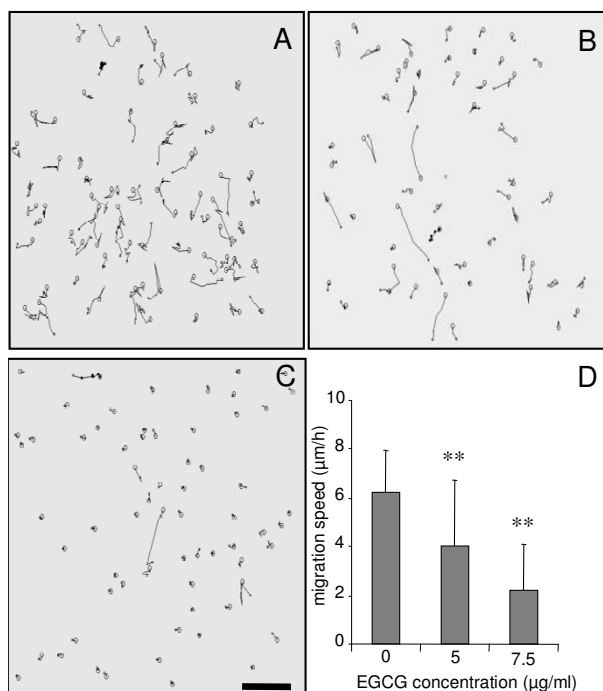 A
B
C
D
10
8
6
4
2
0
migration speed (µm/h)
**
**
0 5 7.5
EGCG concentration (µg/ml)